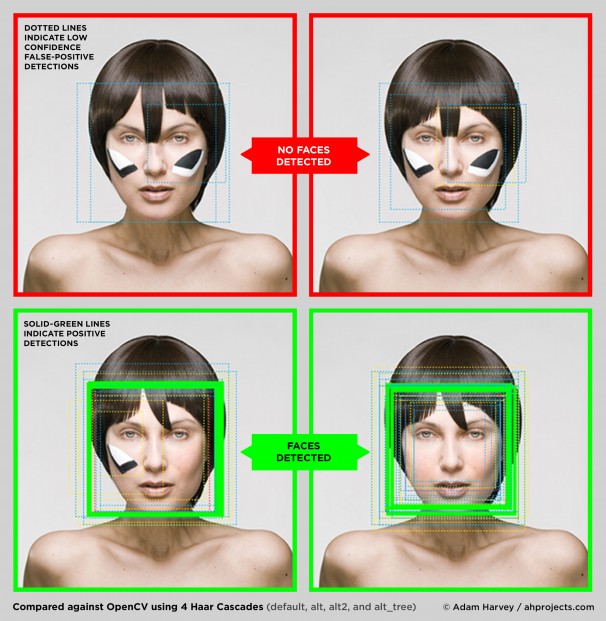 DOTTED LINES
INDICATE LOW
CONFIDENCE
FALSE-POSITIVE
DETECTIONS
NO FACES
DETECTED
SOLID-GREEN LINES
INDICATE POSITIVE
DETECTIONS
FACES
DETECTED
Compared against OpenCV using 4 Haar Cascades (default, alt, alt2, and alt_tree) © Adam Harvey / ahprojects.com